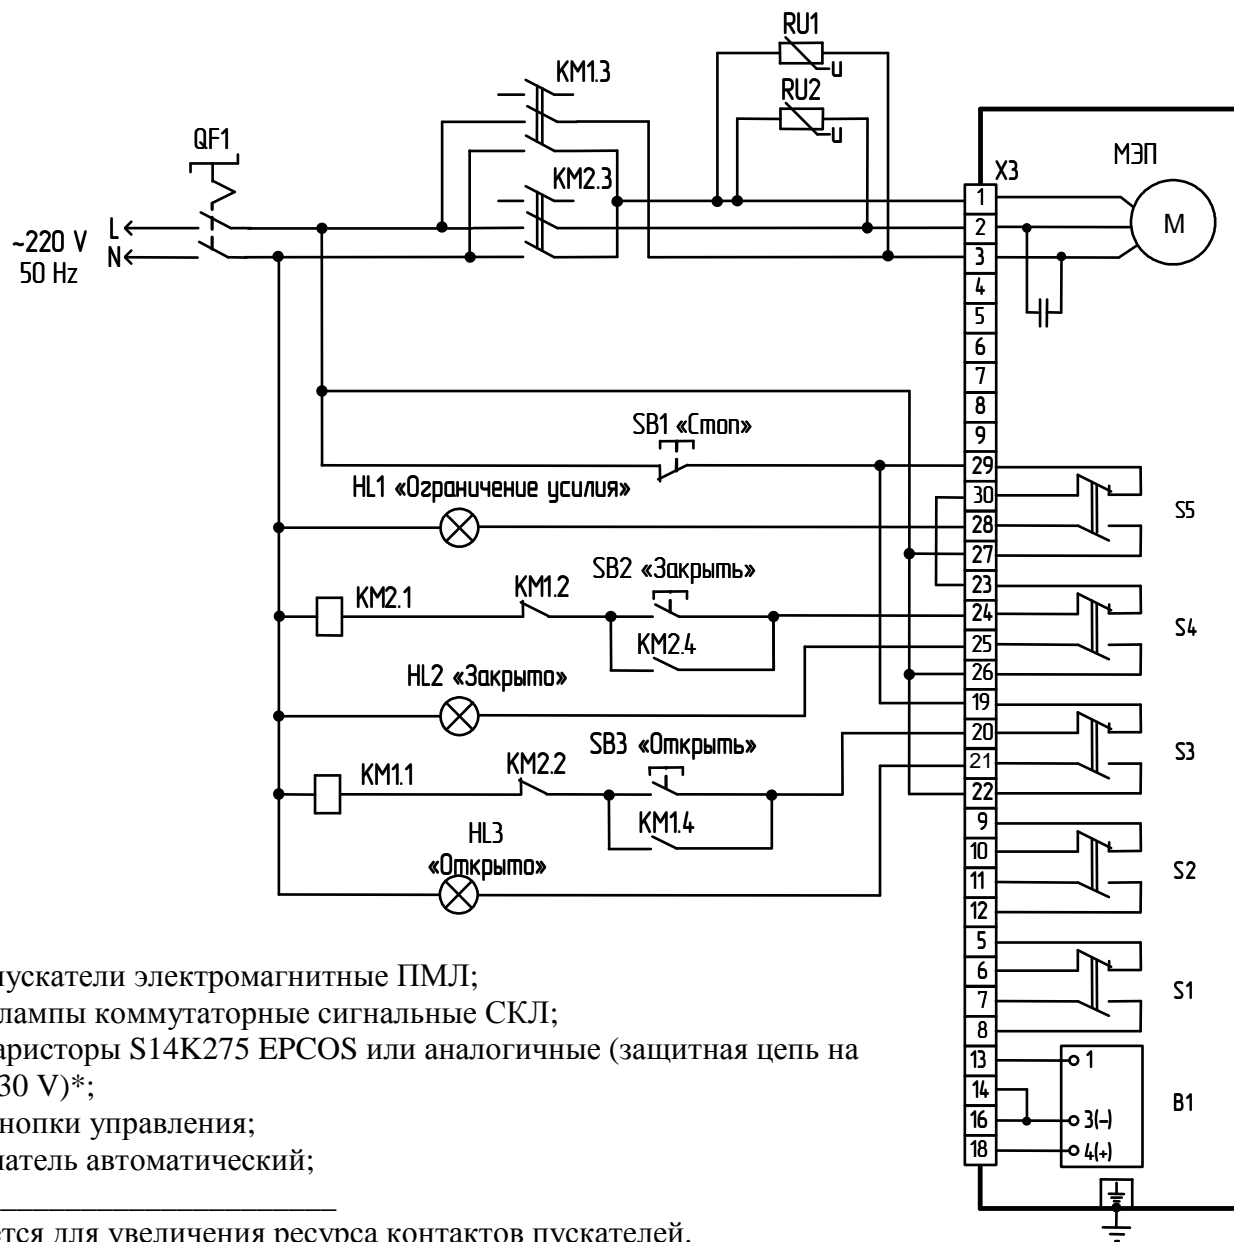 RU1
U
RU2
U
KM1.3
KM2.3
QF1
~220 V
50 Hz
L
N
X3
МЭП
M
1
2
3
4
5
6
7
8
9
29
30
28
27
23
24
25
26
19
20
21
22
9
10
11
12
5
6
7
8
13
14
16
18
SB1 «Стоп»
HL1 «Ограничение усилия»
SB2 «Закрыть»
KM2.1
KM1.2
KM2.4
HL2 «Закрыто»
SB3 «Открыть»
KM1.1
KM2.2
KM1.4
HL3
«Открыто»
S5
S4
S3
S2
S1
1
3(-)
4(+)
B1
пускатели электромагнитные ПМЛ;
лампы коммутаторные сигнальные СКЛ;
аристоры S14K275 EPCOS или аналогичные (защитная цепь на
30 V)*;
нопки управления;
чатель автоматический;
ется для увеличения ресурса контактов пускателей.